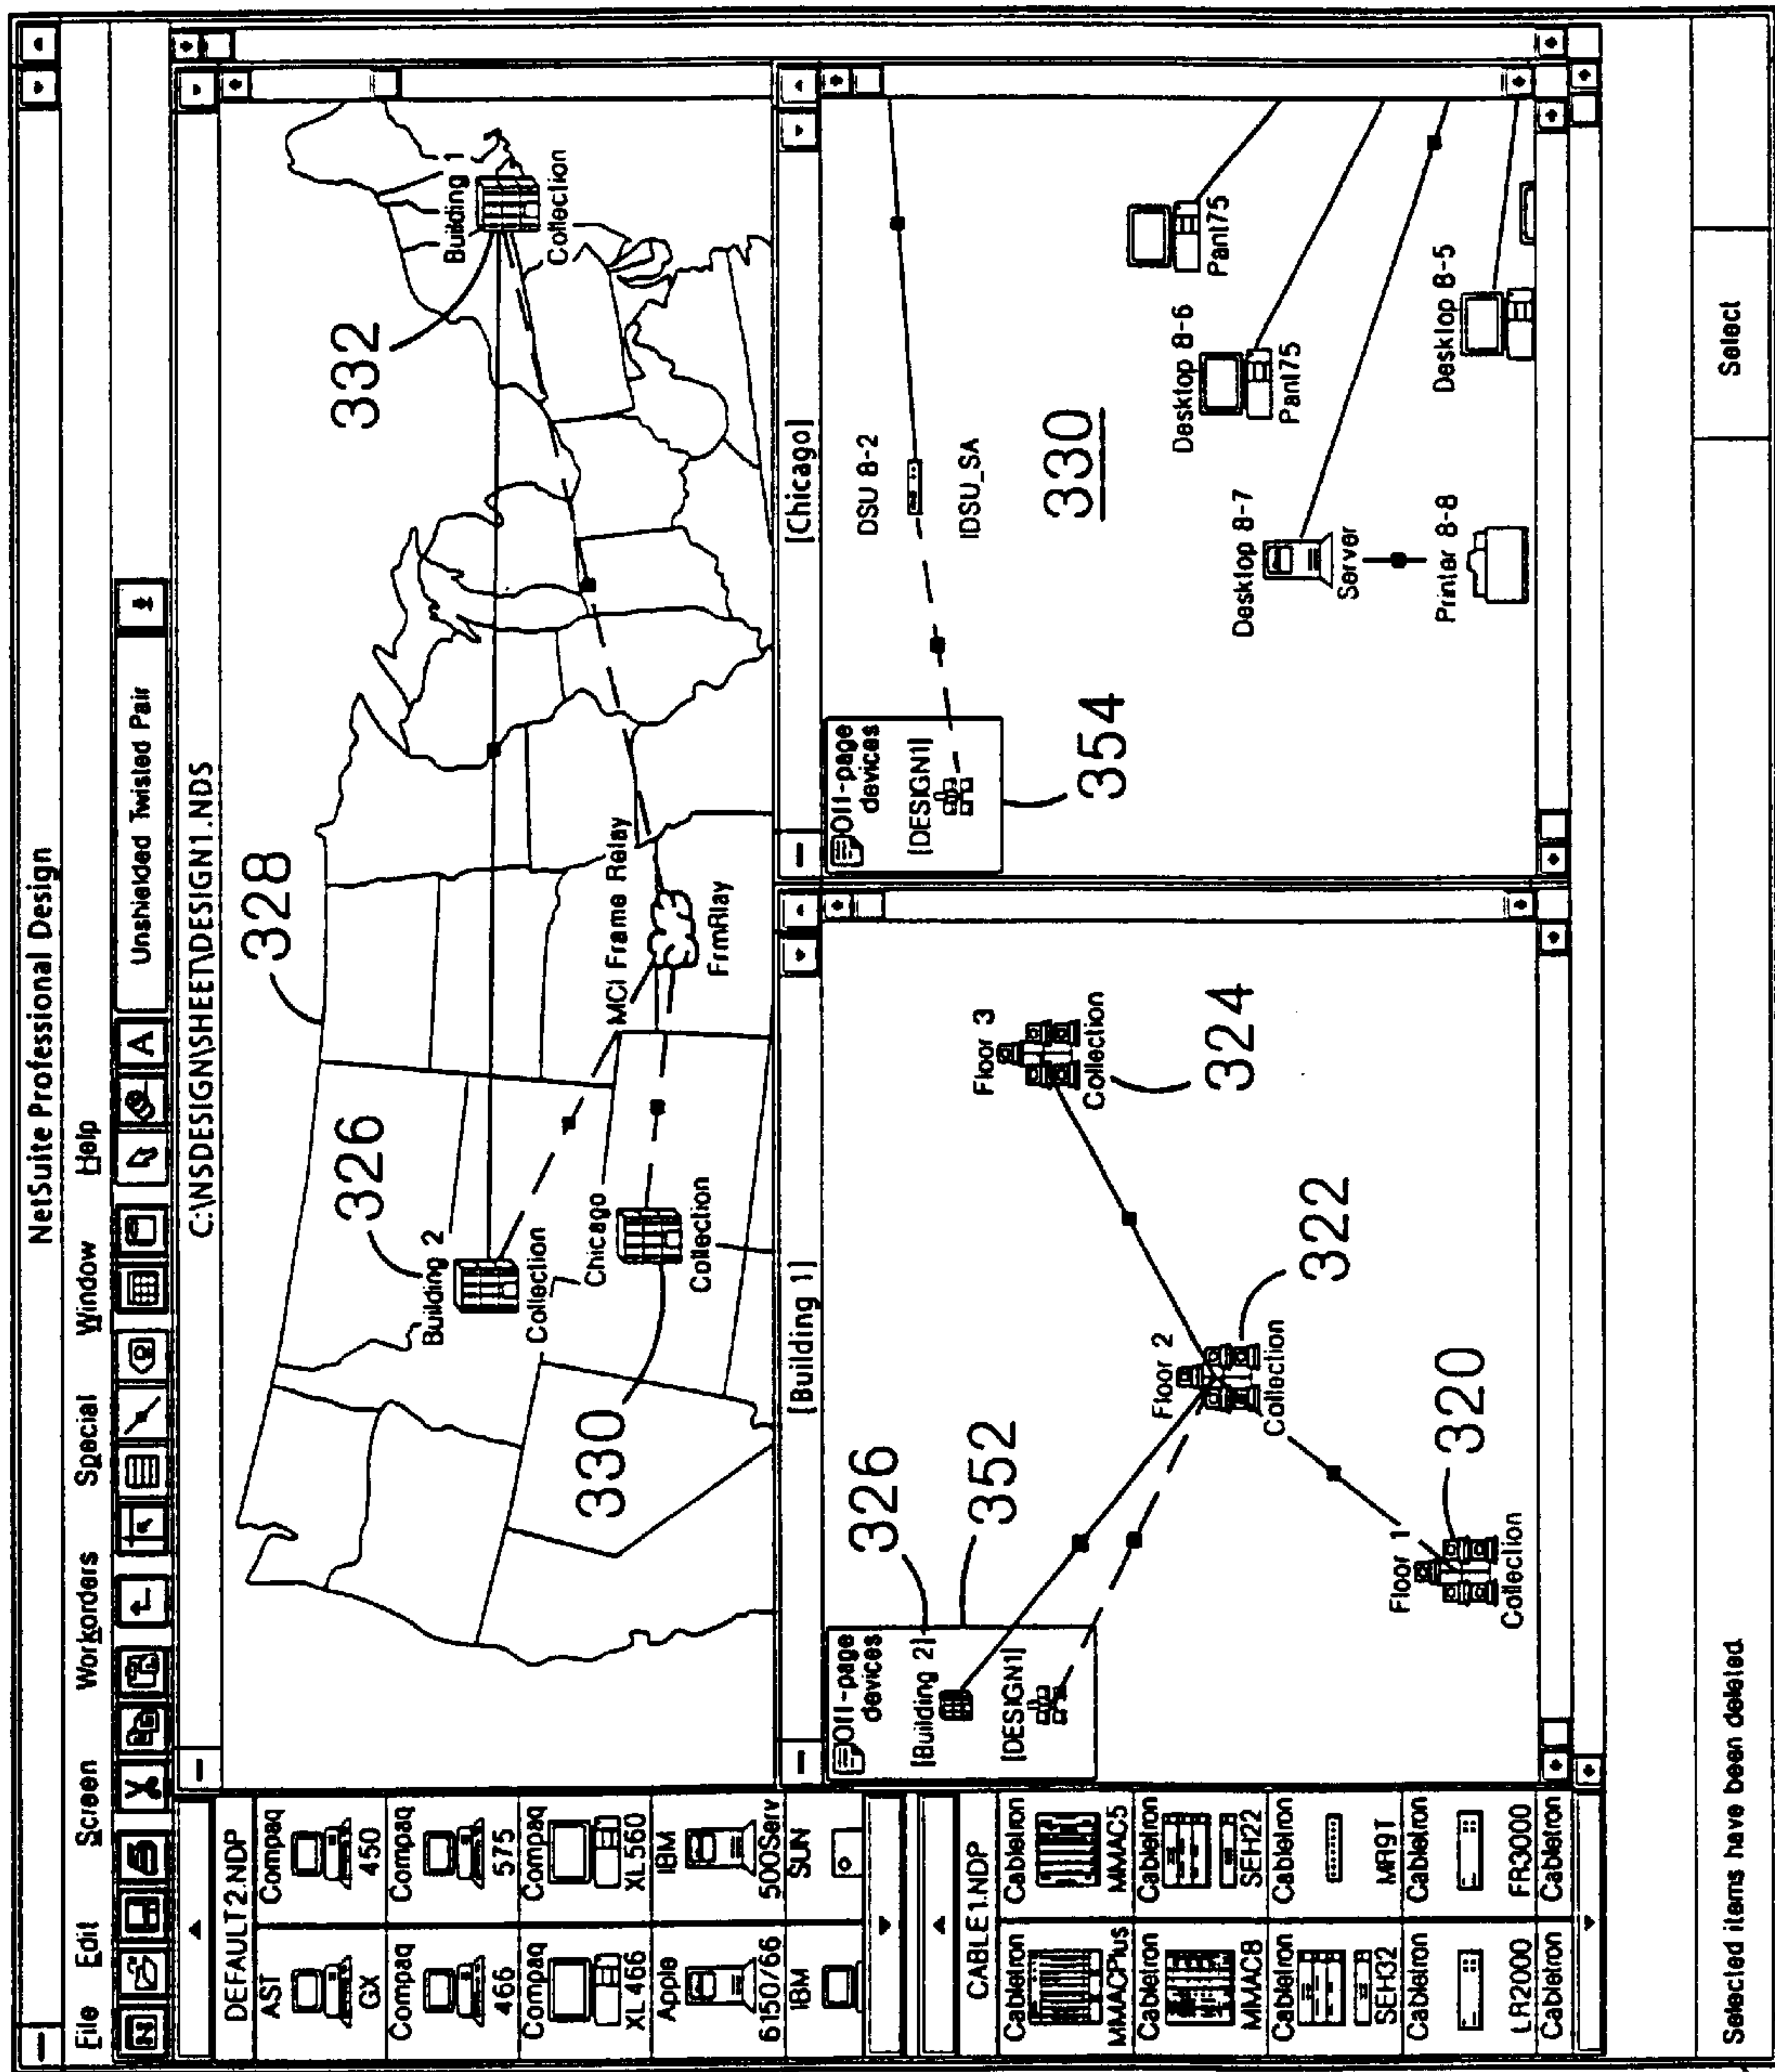 NetSuite Professional Design
File Edit Screen Workorders Special Window Help
Unshielded Twisted Pair
DEFAULT2.NDP
AST
GX
Compaq
450
Compaq
466
Compaq
575
Compaq
XL 466
Compaq
XL560
Apple
6150/66
IBM
500Serv
IBM
SUN
CABLE1.NDP
Cabletron
MMACPlus
Cabletron
MMAC5
Cabletron
MMAC8
Cabletron
SEH22
Cabletron
SEH32
Cabletron
MR9T
Cabletron
LR2000
Cabletron
FR3000
Cabletron
Cabletron
C:\NSDESIGN\SHEET\DESIGN1.NDS
328
326
Building 2
Collection
Chicago
Collection
330
MCI Frame Relay
FrmRlay
332
Building 1
Collection
[Building 1]
Off-page
devices
[Building 2]
[DESIGN1]
326
352
Floor 1
Collection
320
Floor 2
Collection
322
Floor 3
Collection
324
[Chicago]
Off-page
devices
[DESIGN1]
354
DSU 8-2
IDSU_SA
330
Desktop 8-7
Server
Printer 8-8
Desktop 8-6
Pant75
Pant75
Desktop 8-5
Selected items have been deleted
Select